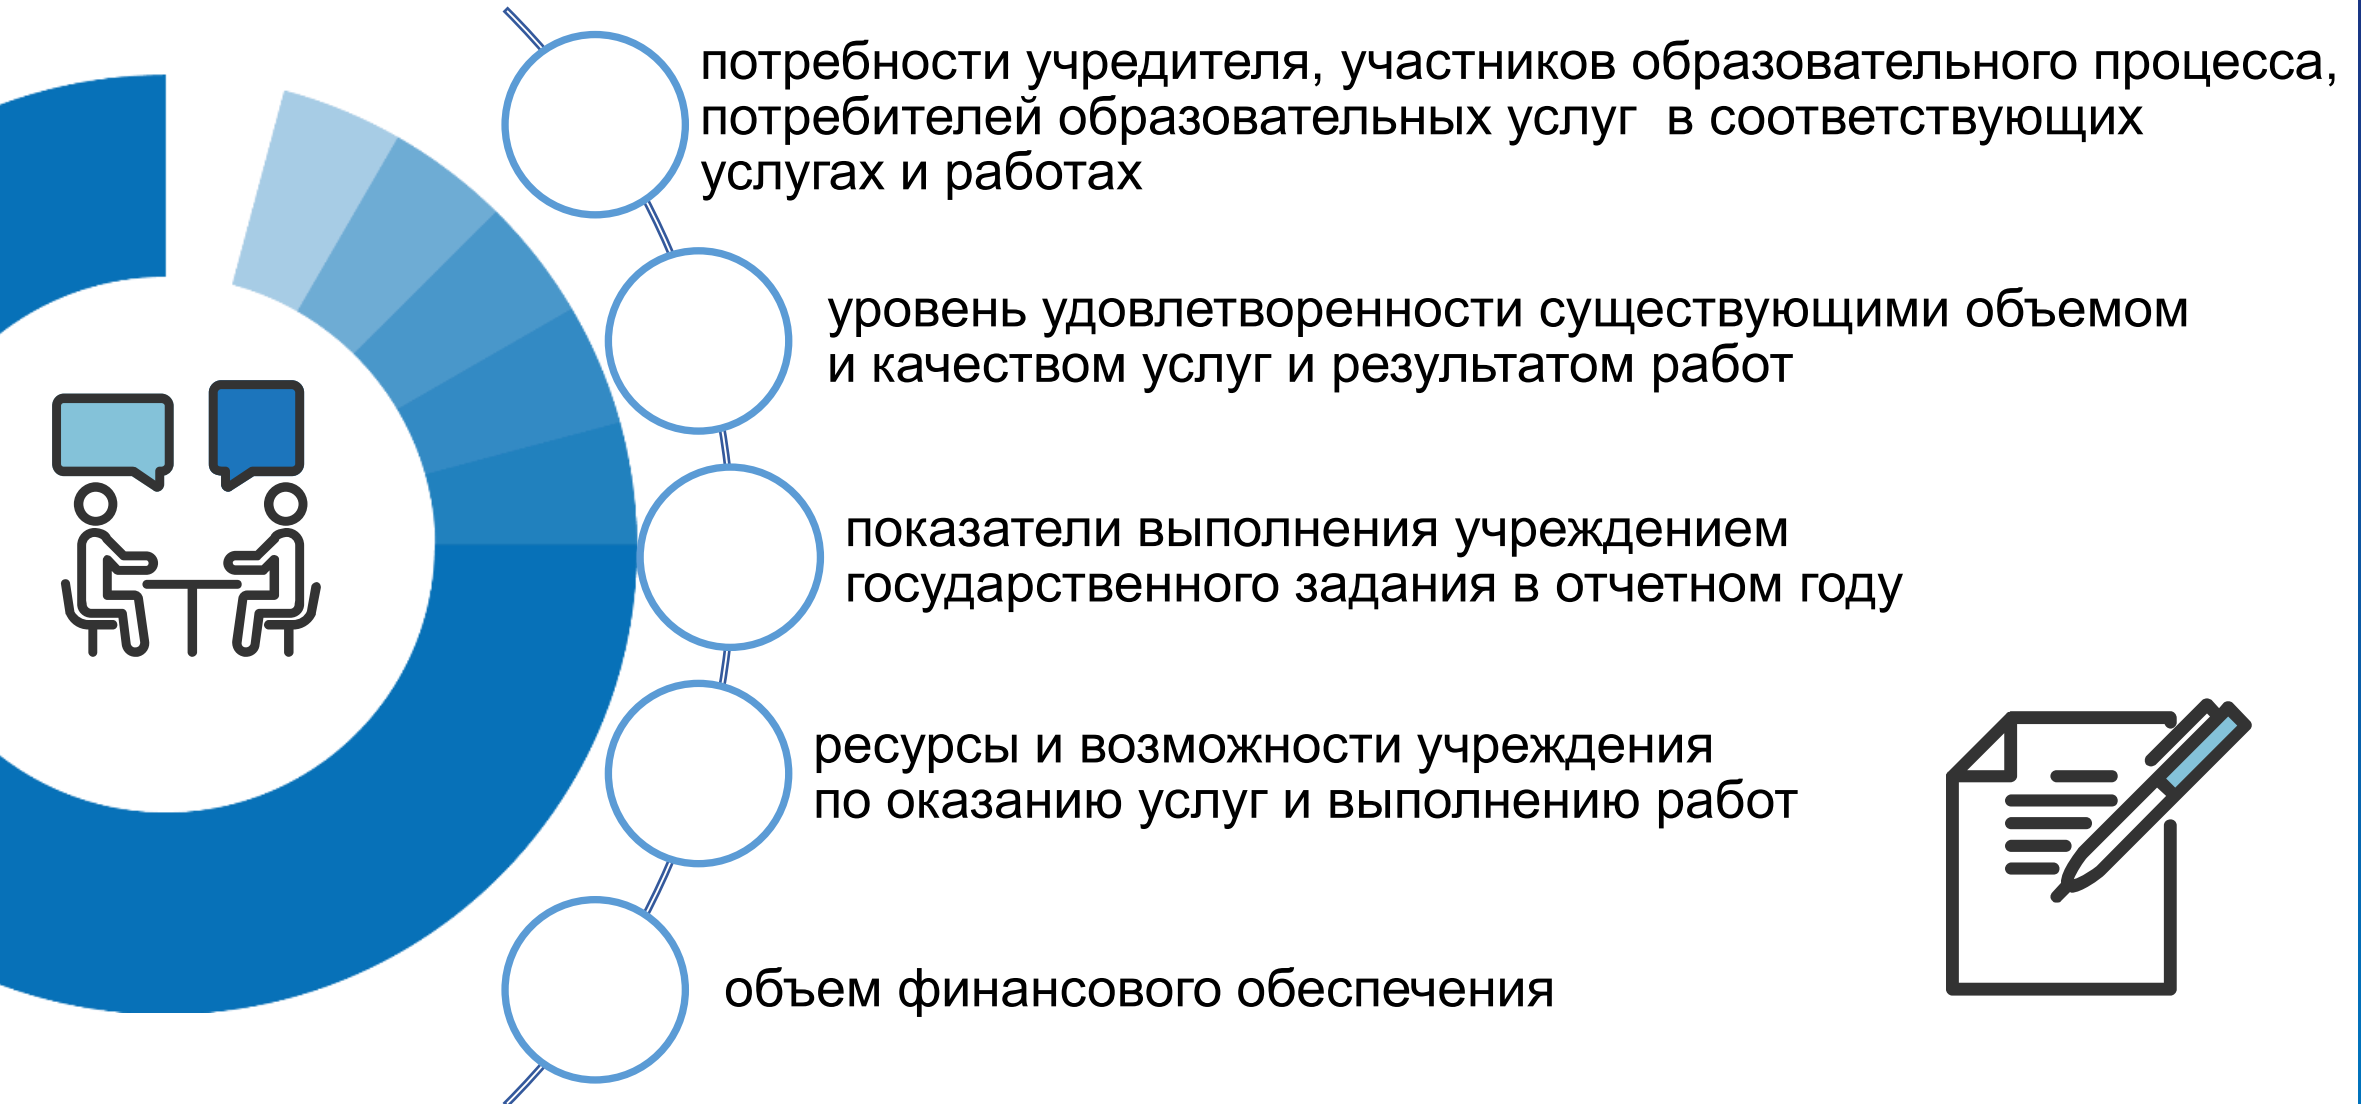 потребности учредителя, участников образовательного процесса,
потребителей образовательных услуг  в соответствующих
услугах и работах
уровень удовлетворенности существующими объемом
и качеством услуг и результатом работ
показатели выполнения учреждением
государственного задания в отчетном году
ресурсы и возможности учреждения
по оказанию услуг и выполнению работ
объем финансового обеспечения